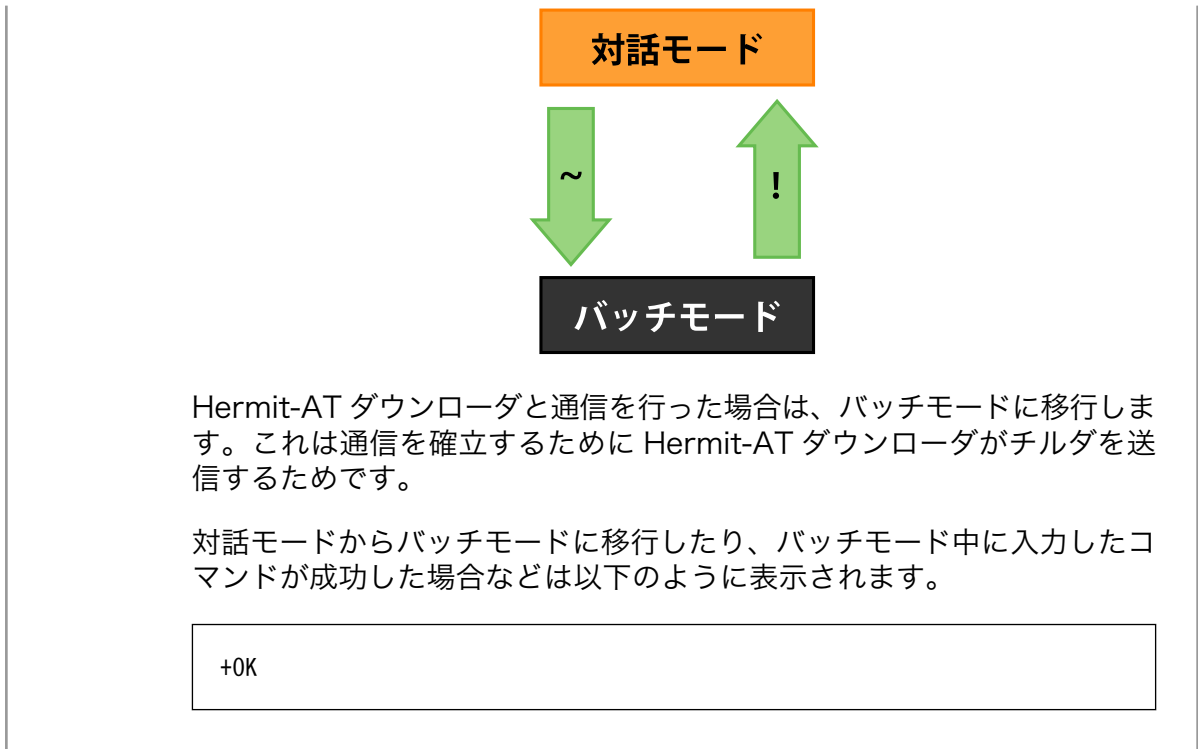 対話モード
~
!
バッチモード
Hermit-AT ダウンローダと通信を行った場合は、バッチモードに移行しま
す。これは通信を確立するために Hermit-AT ダウンローダがチルダを送
信するためです。
対話モードからバッチモードに移行したり、バッチモード中に入力したコ
マンドが成功した場合などは以下のように表示されます。
+OK